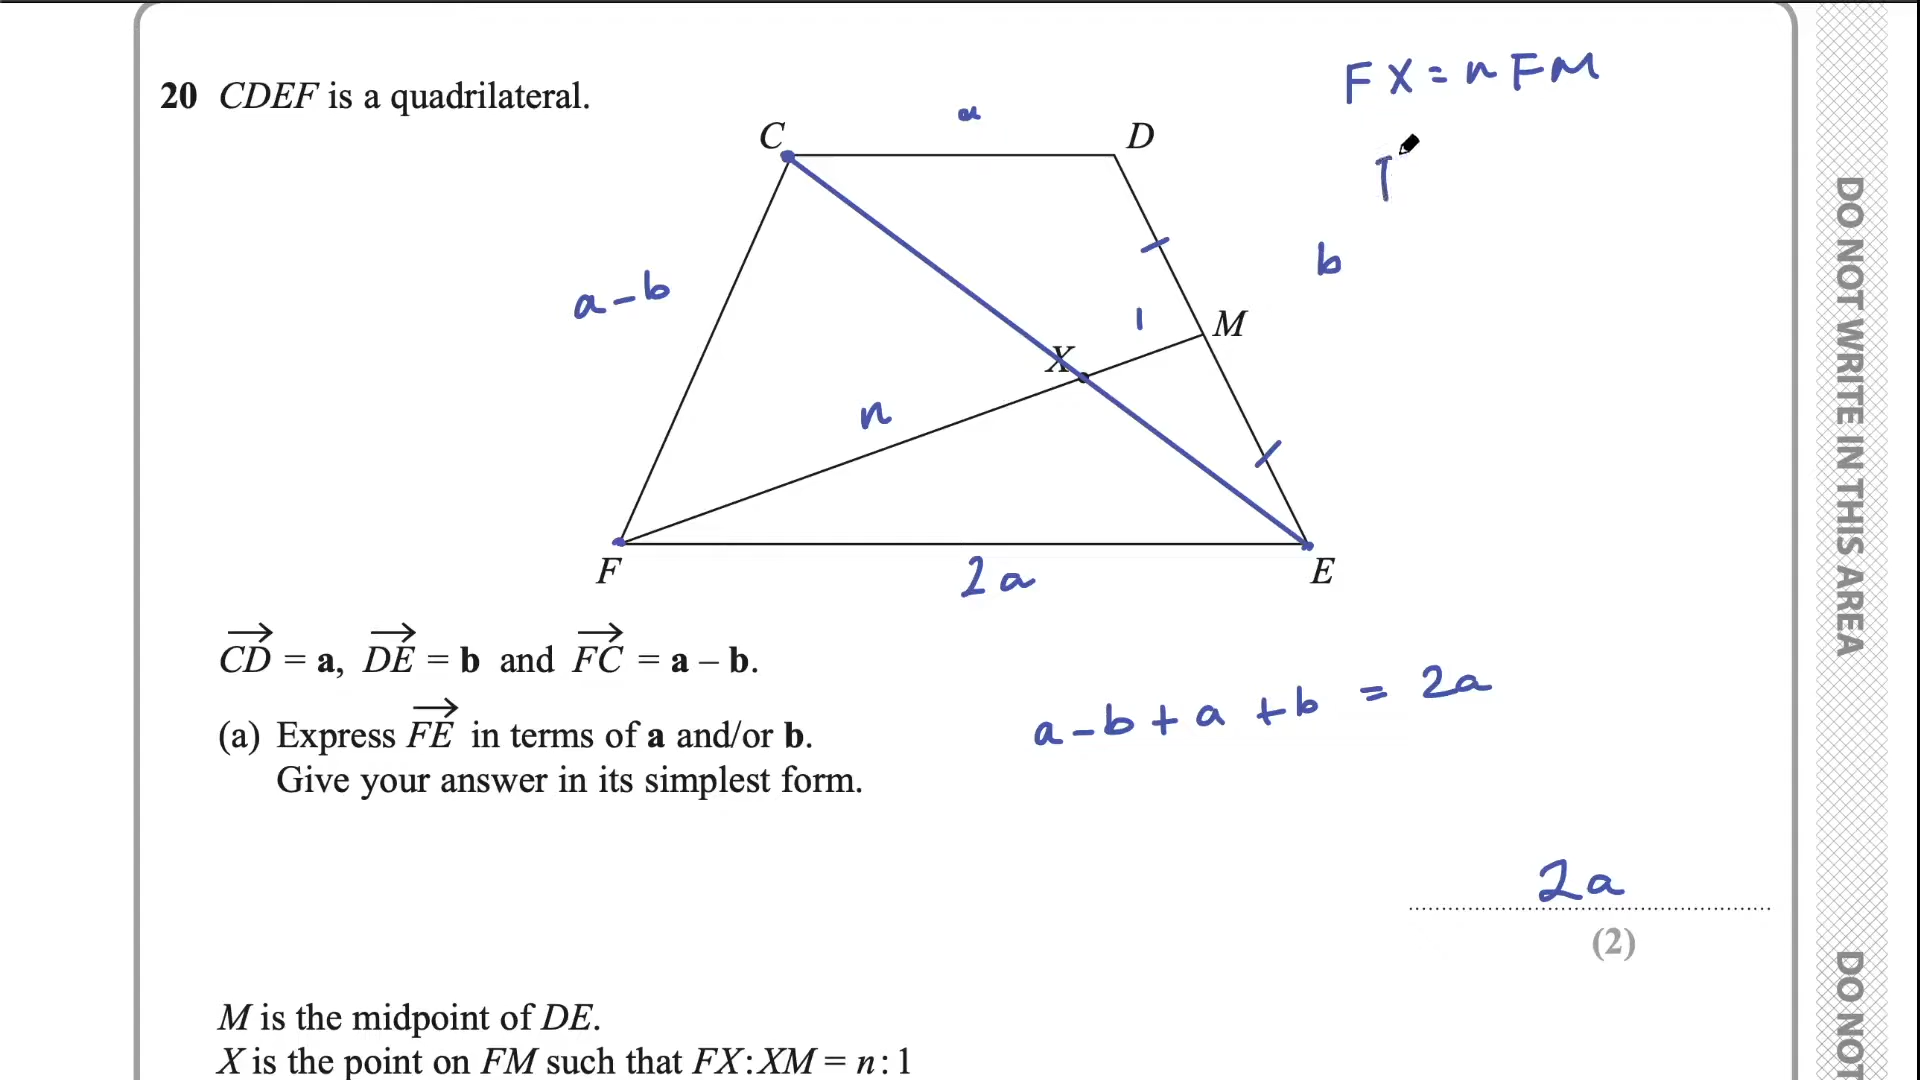 20 CDEF is a quadrilateral.
FX = nFM
a
C
D
a-b
b
1
M
X
n
F
E
2a
CD = a, DE = b and FC = a – b.
a-b+a+b = 2a
(a) Express FE in terms of a and/or b.
Give your answer in its simplest form.
2a
(2)
M is the midpoint of DE.
X is the point on FM such that FX:XM = n:1
DO NOT WRITE IN THIS AREA
DO NOT